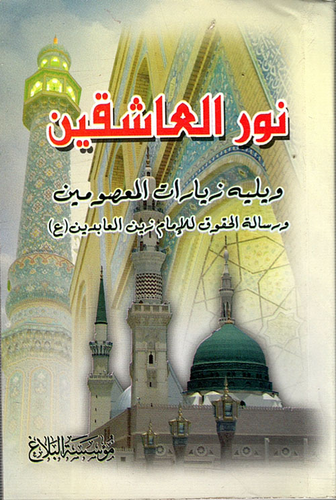 نور العاشقين
ويليه زيارات المعصومين
ورسالة الحقوق للإمام زين العابدين (ع)
مؤسسة البلاغ